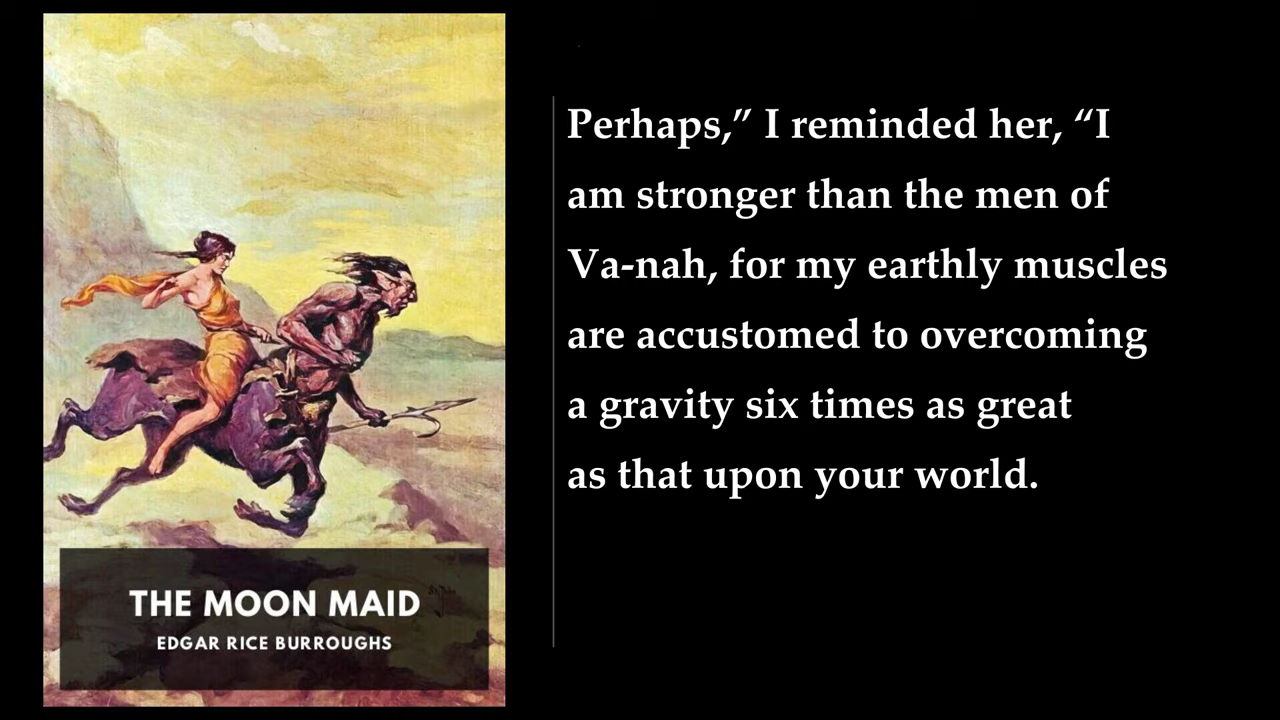 THE MOON MAID
EDGAR RICE BURROUGHS
Perhaps,” I reminded her, “I
am stronger than the men of
Va-nah, for my earthly muscles
are accustomed to overcoming
a gravity six times as great
as that upon your world.